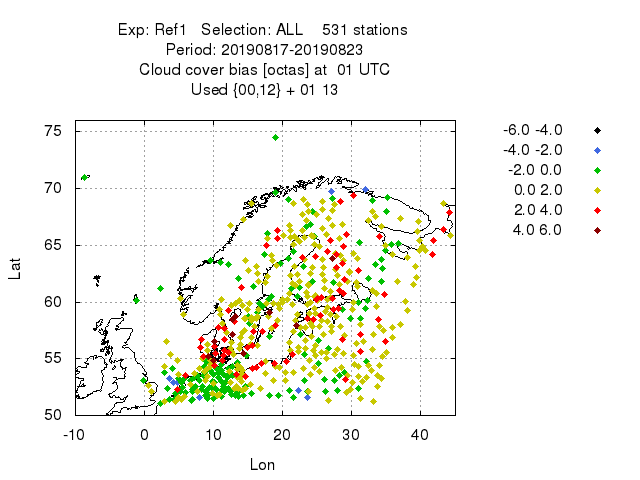 Exp: Ref1 Selection: ALL 531 stations
Period: 20190817-20190823
Cloud cover bias [octas] at 01 UTC
Used {00,12} + 01 13
-6.0 -4.0
-4.0 -2.0
-2.0 0.0
0.0 2.0
2.0 4.0
4.0 6.0
75
70
65
60
55
50
Lat
-10 0 10 20 30 40
Lon